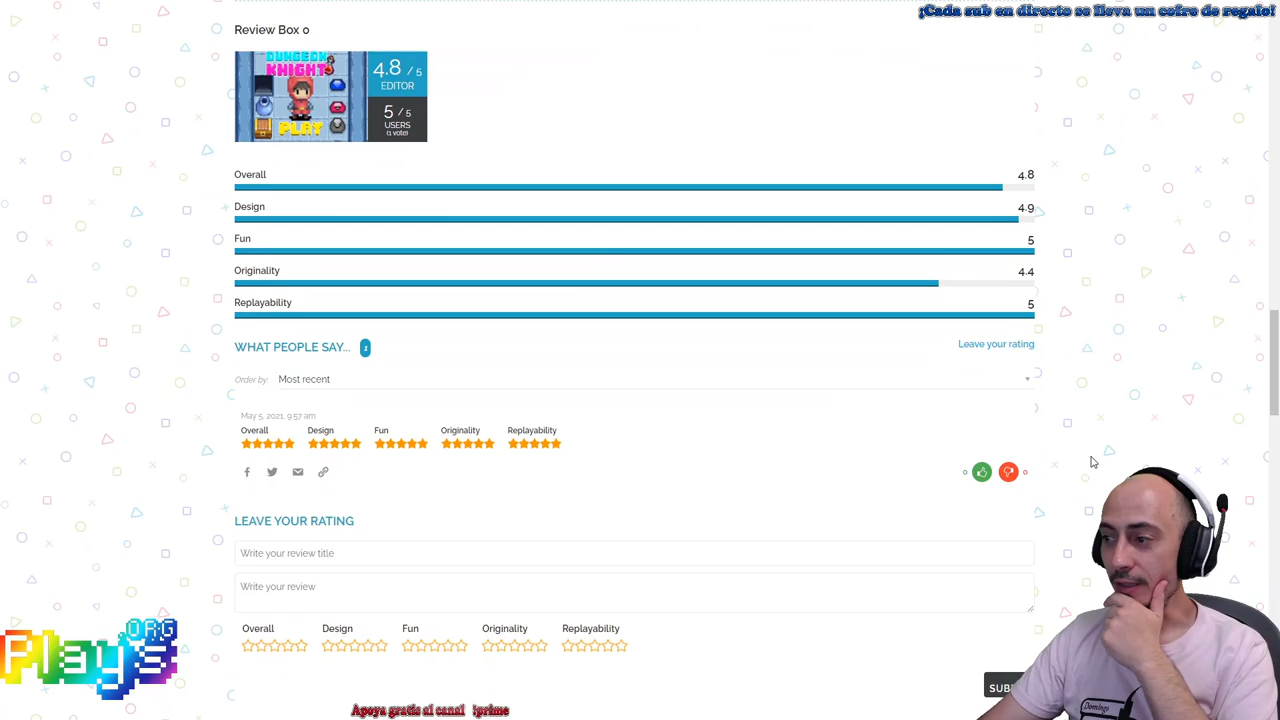 ¡Cada sub en directo se lleva un cofre de regalo!
Review Box 0
DUNGEON
KNIGHT
PLAY
4.8 / 5
EDITOR
5 / 5
USERS
(1 vote)
Overall 4.8
Design 4.9
Fun 5
Originality 4.4
Replayability 5
WHAT PEOPLE SAY... 1
Leave your rating
Order by: Most recent
May 5, 2021, 9:57 am
Overall Design Fun Originality Replayability
0 0
LEAVE YOUR RATING
Write your review title
Write your review
Overall Design Fun Originality Replayability
Plays.ORG
Apoya gratis al canal !prime
Domingo